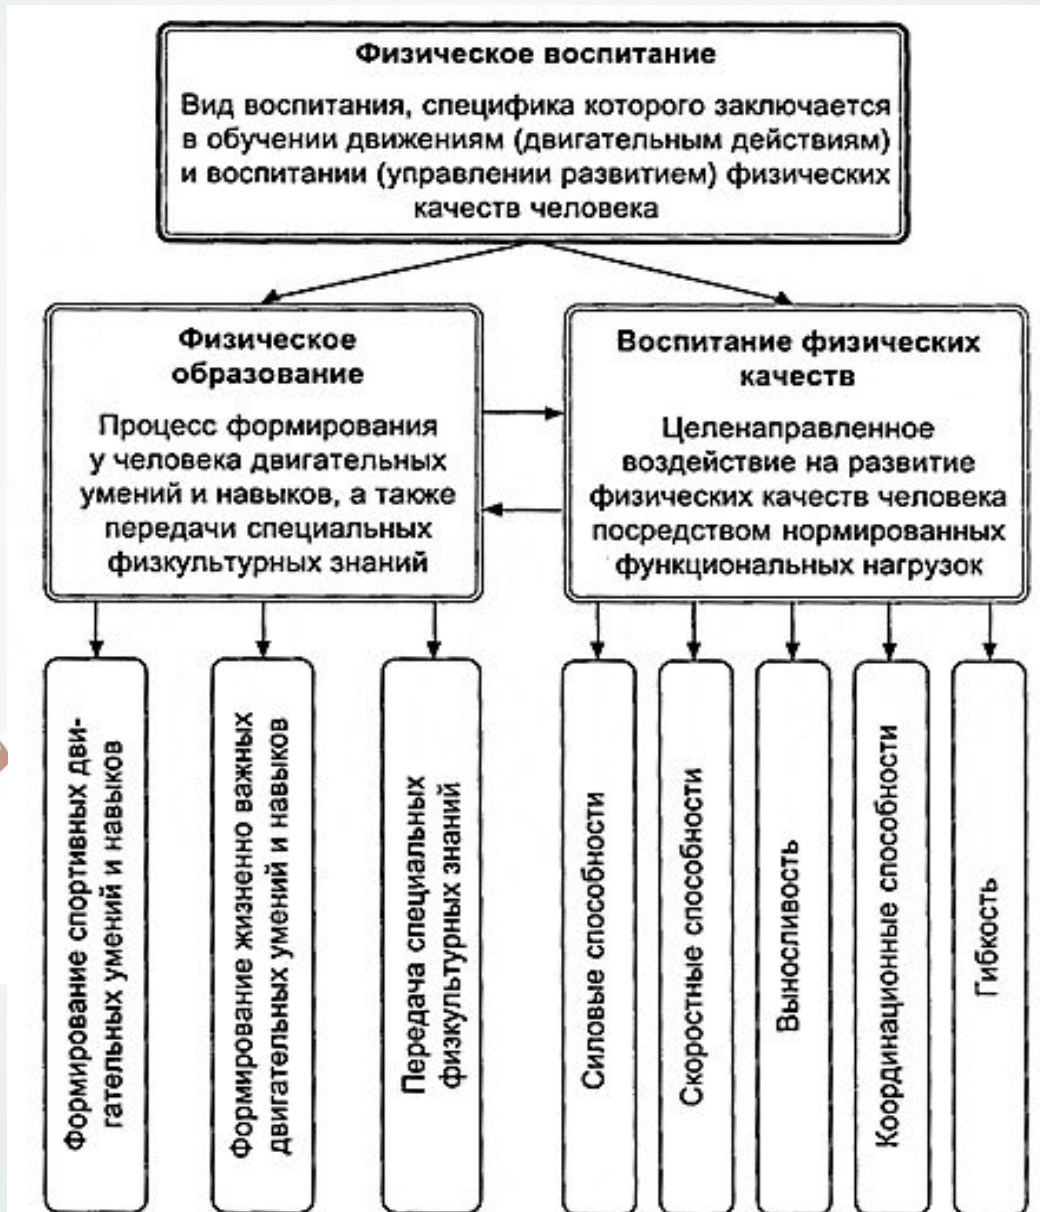 Физическое воспитание
Вид воспитания, специфика которого заключается
в обучении движениям (двигательным действиям)
и воспитании (управлении развитием) физических
качеств человека
Физическое
образование
Процесс формирования
у человека двигательных
умений и навыков, а также
передачи специальных
физкультурных знаний
Воспитание физических
качеств
Целенаправленное
воздействие на развитие
физических качеств человека
посредством нормированных
функциональных нагрузок
Формирование спортивных дви-
гательных умений и навыков
Формирование жизненно важных
двигательных умений и навыков
Передача специальных
физкультурных знаний
Силовые способности
Скоростные способности
Выносливость
Координационные способности
Гибкость